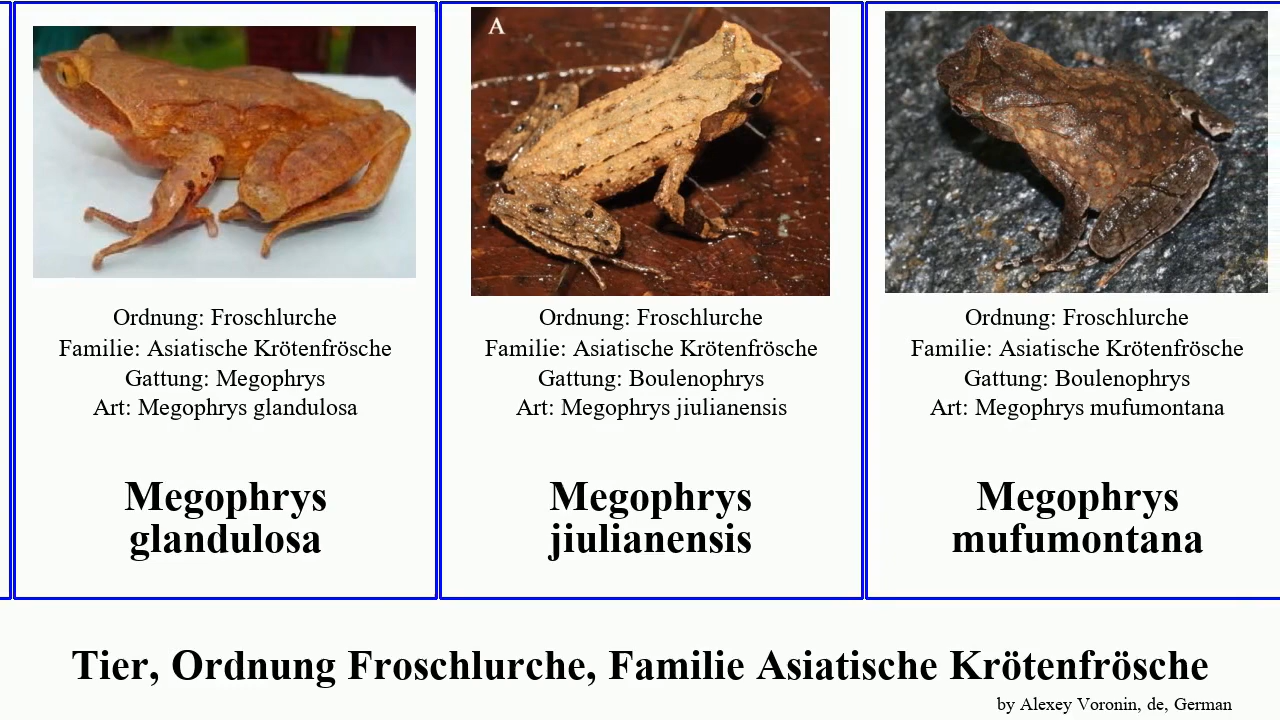 A
Ordnung: Froschlurche
Familie: Asiatische Krötenfrösche
Gattung: Megophrys
Art: Megophrys glandulosa
Megophrys
glandulosa
Ordnung: Froschlurche
Familie: Asiatische Krötenfrösche
Gattung: Boulenophrys
Art: Megophrys jiulianensis
Megophrys
jiulianensis
Ordnung: Froschlurche
Familie: Asiatische Krötenfrösche
Gattung: Boulenophrys
Art: Megophrys mufumontana
Megophrys
mufumontana
Tier, Ordnung Froschlurche, Familie Asiatische Krötenfrösche
by Alexey Voronin, de, German